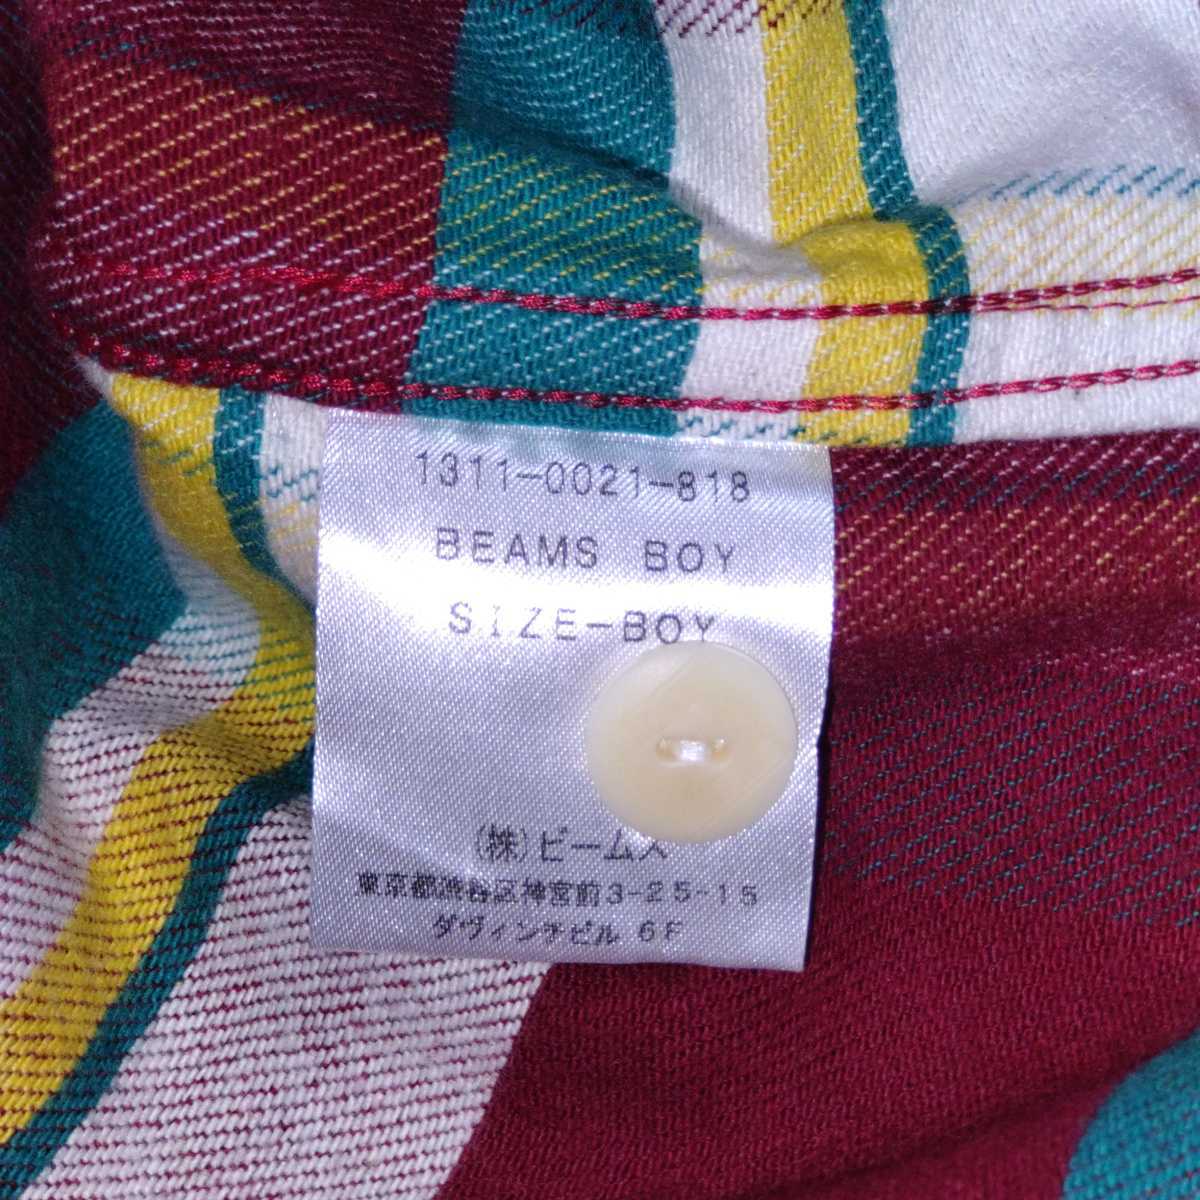 1311-0021-818
BEAMS BOY
SIZE-BOY
(株)ビームス
東京都渋谷区神宮前3-25-15
ダヴィンチビル 6F